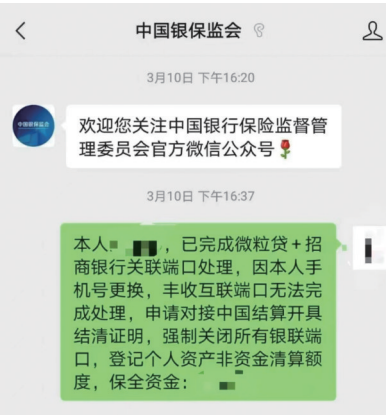 中国银保监会
3月10日 下午16:20
中国银保监会
欢迎您关注中国银行保险监督管
理委员会官方微信公众号
3月10日 下午16:37
本人 ，已完成微粒贷+招
商银行关联端口处理，因本人手
机号更换，丰收互联端口无法完
成处理，申请对接中国结算开具
结清证明，强制关闭所有银联端
口，登记个人资产非资金清算额
度，保全资金：